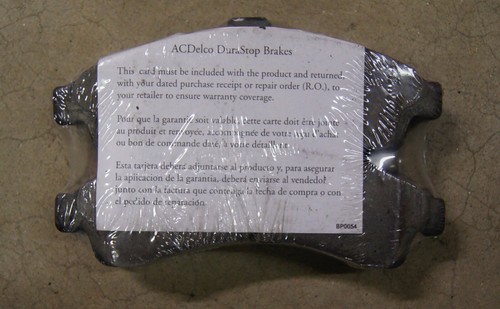 ACDelco DuraStop Brakes
This card must be included with the product and returned,
with your dated purchase receipt or repair order (R.O.), to
your retailer to ensure warranty coverage.
Pour que la garantie soit valable, cette carte doit être jointe
au produit et renvoyée, accompagnée de votre reçu d'achat
ou bon de commande daté, à votre détaillant.
Esta tarjeta deberá adjuntarse al producto y, para asegurar
la aplicación de la garantía, deberá enviarse al vendedor
junto con la factura que contenga la fecha de compra o con
el pedido de reparación.
BP0054